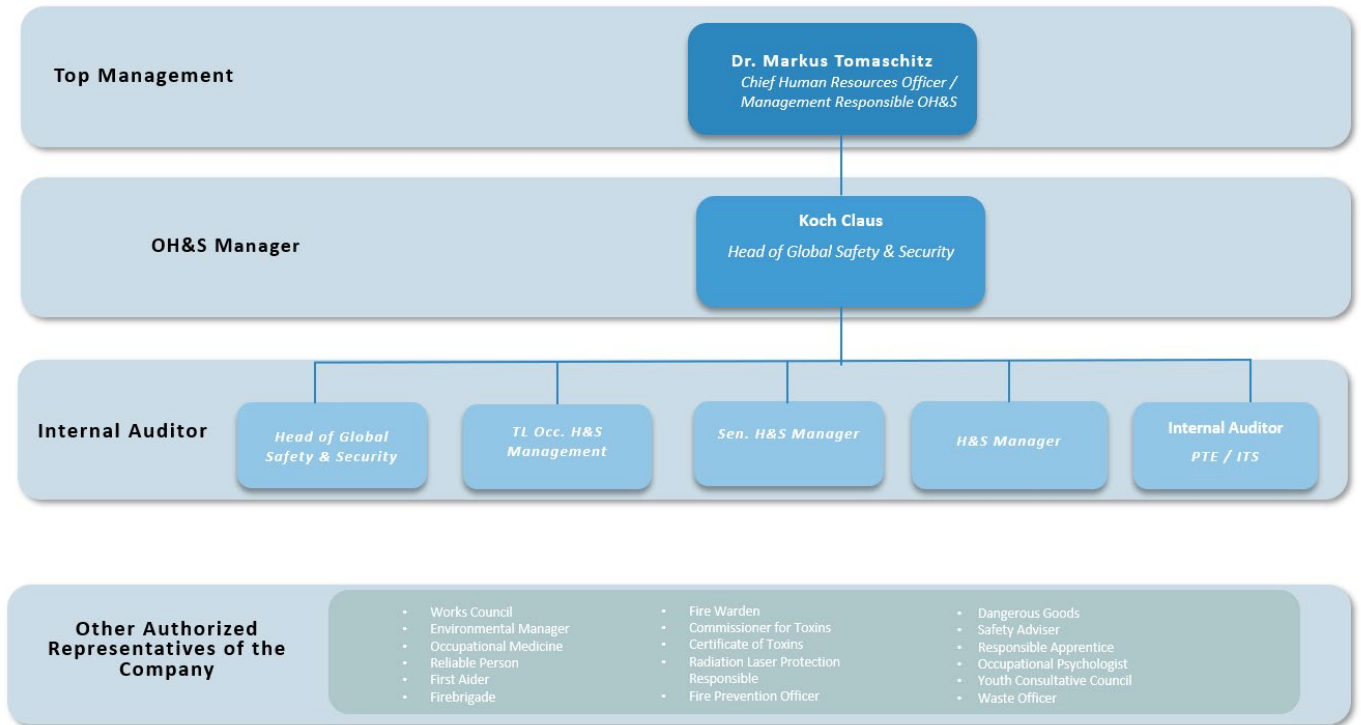 Top Management
Dr. Markus Tomaschitz
Chief Human Resources Officer /
Management Responsible OH&S
OH&S Manager
Koch Claus
Head of Global Safety & Security
Internal Auditor
Head of Global
Safety & Security
TL Occ. H&S
Management
Sen. H&S Manager
H&S Manager
Internal Auditor
PTE / ITS
Other Authorized
Representatives of the
Company
• Works Council
• Environmental Manager
• Occupational Medicine
• Reliable Person
• First Aider
• Firebrigade
• Fire Warden
• Commissioner for Toxins
• Certificate of Toxins
• Radiation Laser Protection
Responsible
• Fire Prevention Officer
• Dangerous Goods
• Safety Adviser
• Responsible Apprentice
• Occupational Psychologist
• Youth Consultative Council
• Waste Officer